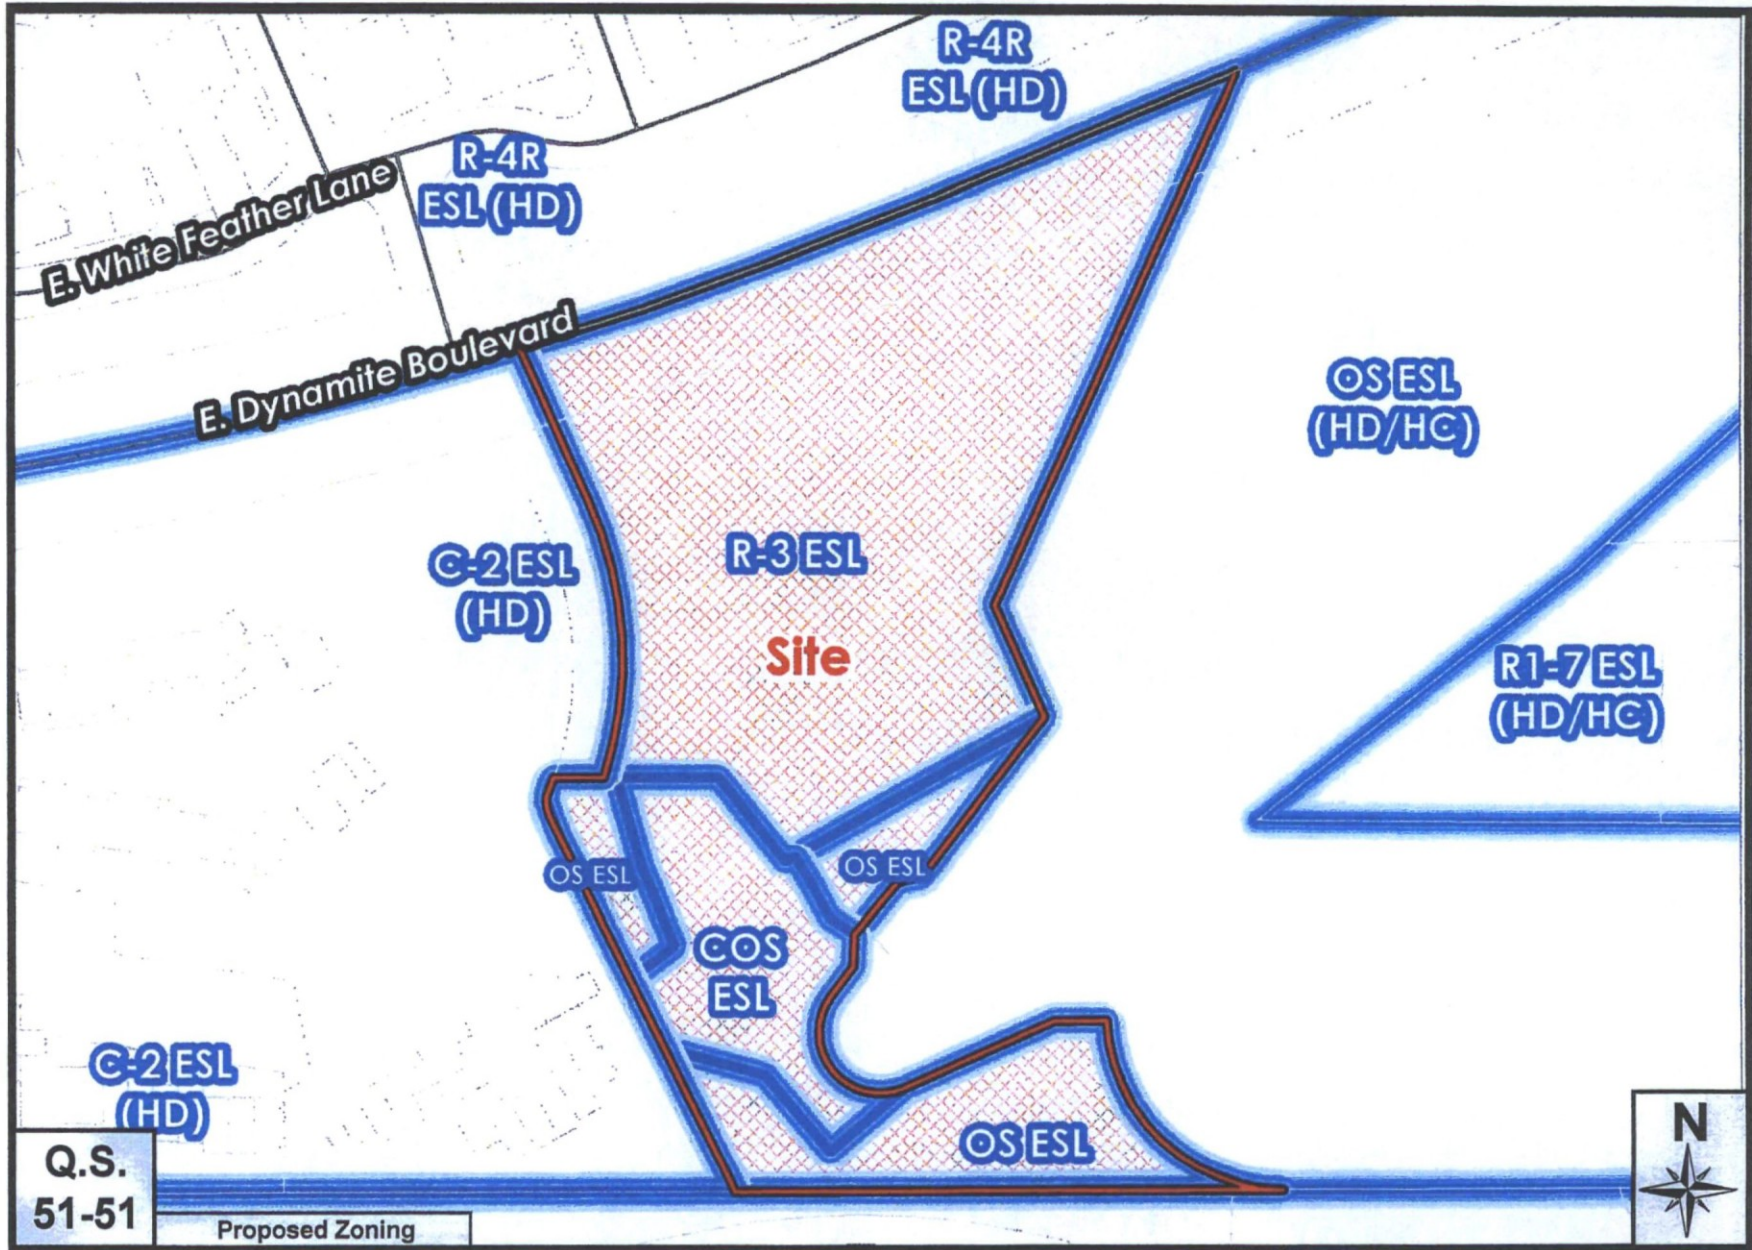 R-4R
ESL (HD)
R-4R
ESL (HD)
E. White Feather Lane
E. Dynamite Boulevard
OS ESL
(HD/HC)
C-2 ESL
(HD)
R-3 ESL
Site
R1-7 ESL
(HD/HC)
OS ESL
OS ESL
COS
ESL
C-2 ESL
(HD)
OS ESL
Q.S.
51-51
Proposed Zoning
N